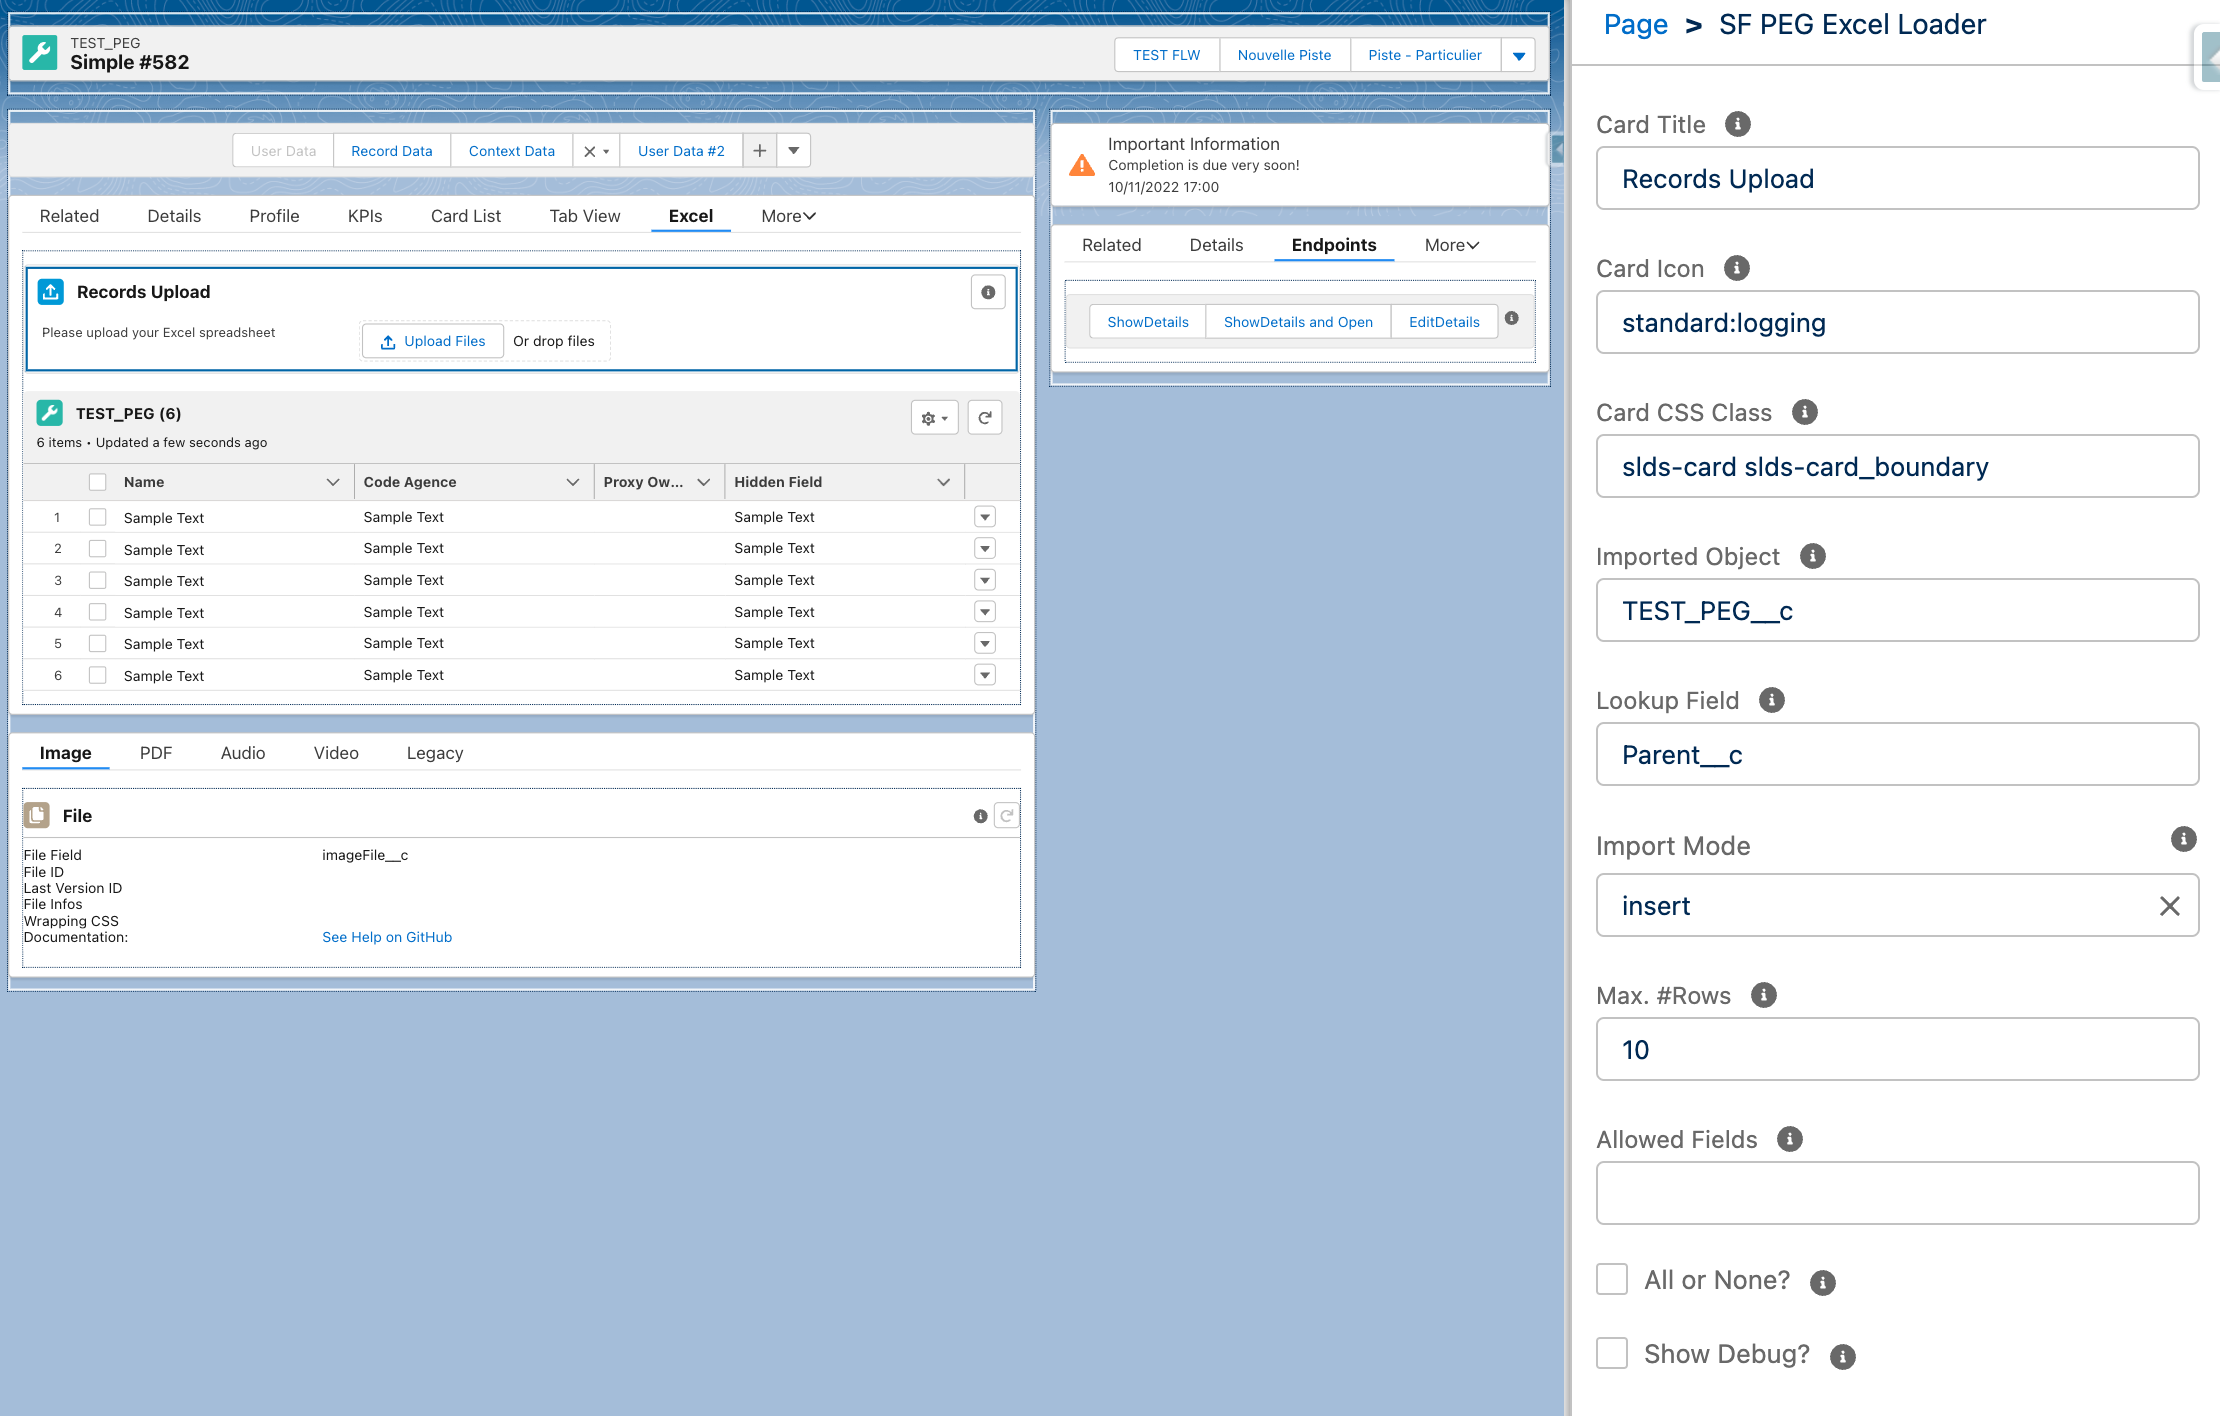 TEST_PEG
Simple #582
TEST FLW
Nouvelle Piste
Piste - Particulier
User Data
Record Data
Context Data
User Data #2
Related
Details
Profile
KPIs
Card List
Tab View
Excel
More
Records Upload
Please upload your Excel spreadsheet
Upload Files
Or drop files
TEST_PEG (6)
6 items • Updated a few seconds ago
Name
Code Agence
Proxy Ow...
Hidden Field
1 Sample Text Sample Text Sample Text
2 Sample Text Sample Text Sample Text
3 Sample Text Sample Text Sample Text
4 Sample Text Sample Text Sample Text
5 Sample Text Sample Text Sample Text
6 Sample Text Sample Text Sample Text
Image
PDF
Audio
Video
Legacy
File
File Field imageFile__c
File ID
Last Version ID
File Infos
Wrapping CSS
Documentation: See Help on GitHub
Important Information
Completion is due very soon!
10/11/2022 17:00
Related
Details
Endpoints
More
ShowDetails
ShowDetails and Open
EditDetails
Page > SF PEG Excel Loader
Card Title
Records Upload
Card Icon
standard:logging
Card CSS Class
slds-card slds-card_boundary
Imported Object
TEST_PEG__c
Lookup Field
Parent__c
Import Mode
insert
Max. #Rows
10
Allowed Fields
All or None?
Show Debug?